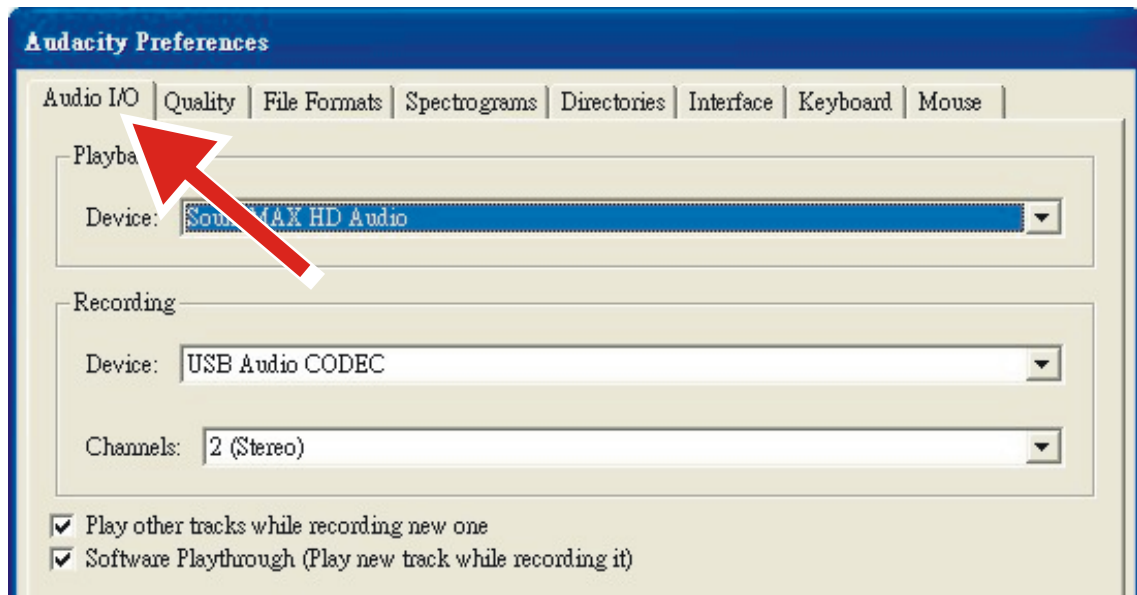 Audacity Preferences
Audio I/O Quality File Formats Spectrograms Directories Interface Keyboard Mouse
Device: HD Audio
Recording
Device: USB Audio CODEC
Channels: 2 (Stereo)
Play other tracks while recording new one
Software Playthrough (Play new track while recording it)